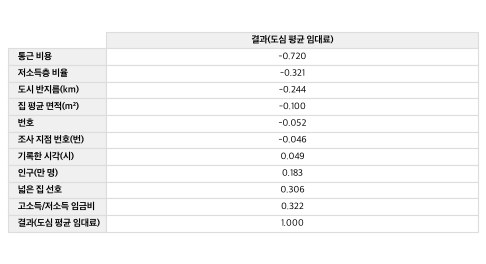 결과(도심 평균 임대료)
통근 비용 -0.720
저소득층 비율 -0.321
도시 반지름(km) -0.244
집 평균 면적(m²) -0.100
번호 -0.052
조사 지점 번호(번) -0.046
기록한 시각(시) 0.049
인구(만 명) 0.183
넓은 집 선호 0.306
고소득/저소득 임금비 0.322
결과(도심 평균 임대료) 1.000